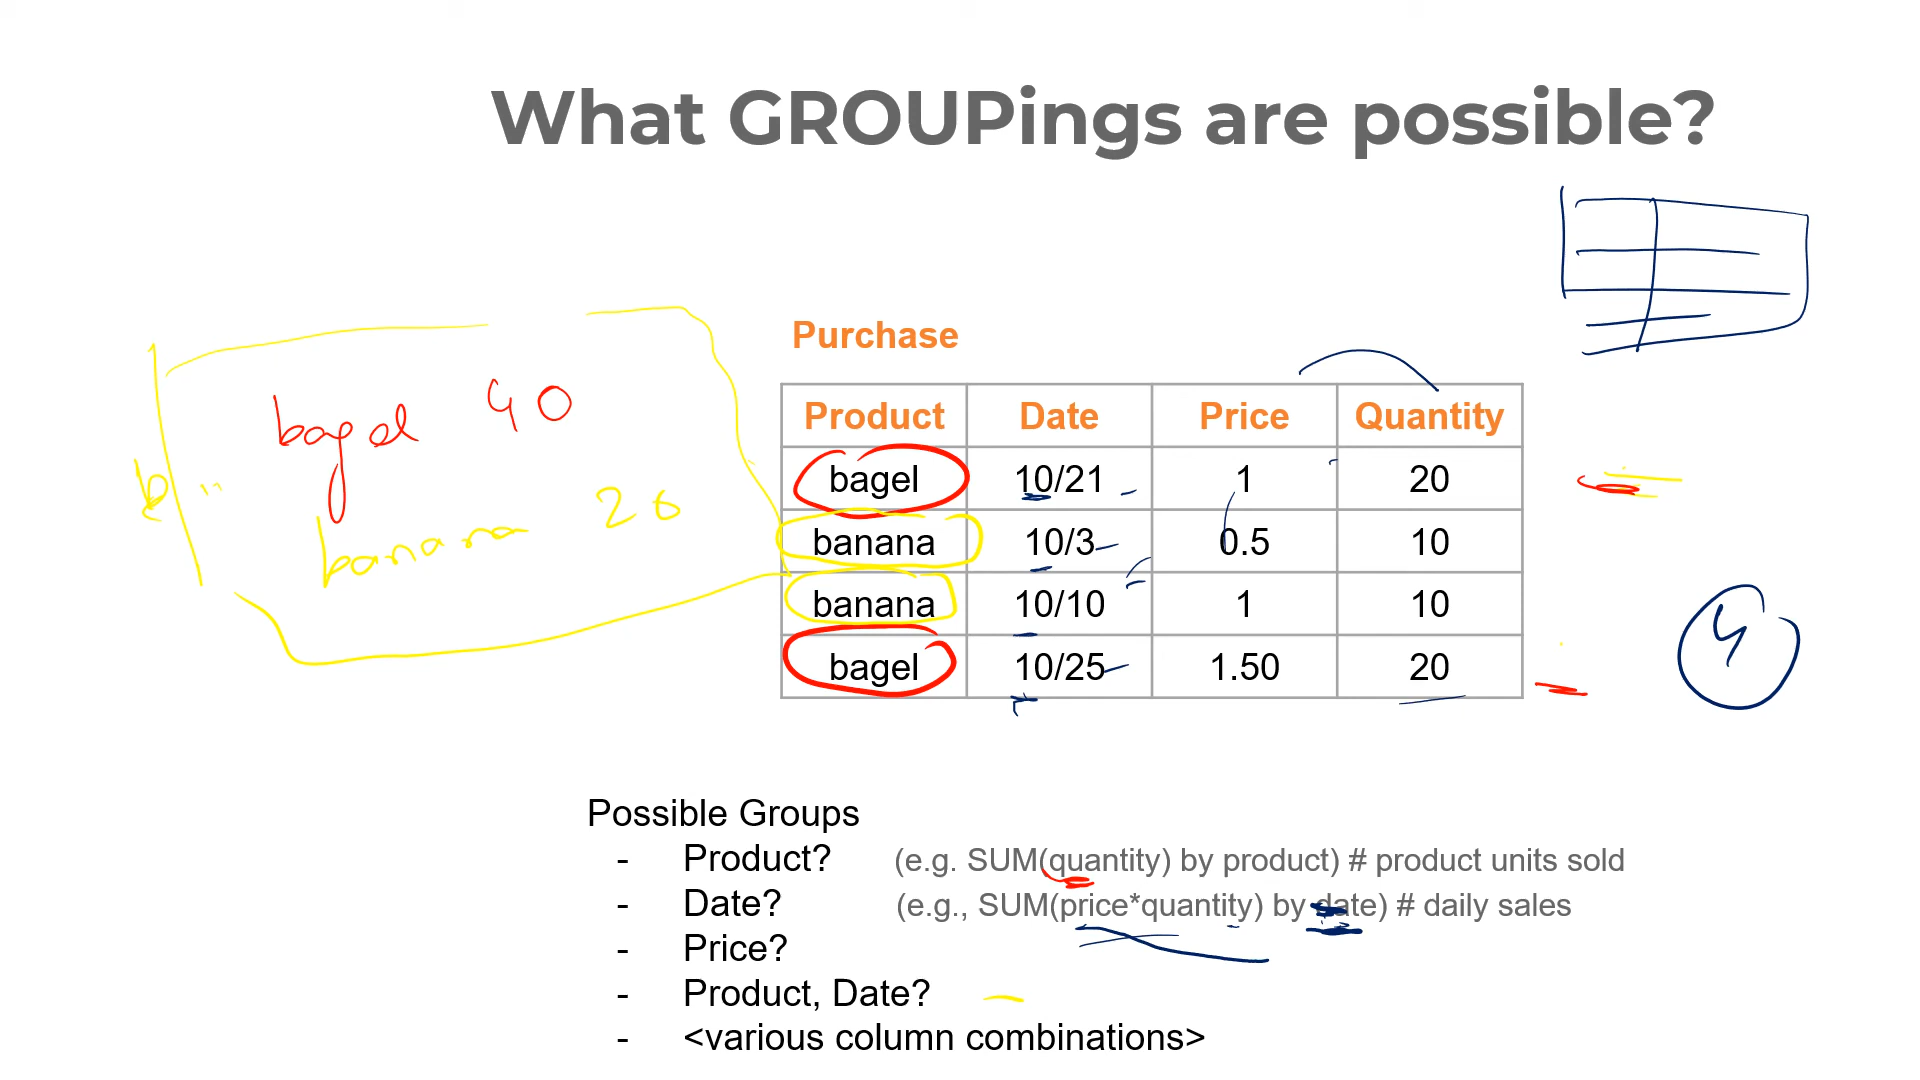 What GROUPings are possible?
Purchase
Product Date Price Quantity
bagel 10/21 1 20
banana 10/3 0.5 10
banana 10/10 1 10
bagel 10/25 1.50 20
bagel 40
banana 20
4
Possible Groups
- Product? (e.g. SUM(quantity) by product) # product units sold
- Date? (e.g., SUM(price*quantity) by date) # daily sales
- Price?
- Product, Date?
- <various column combinations>